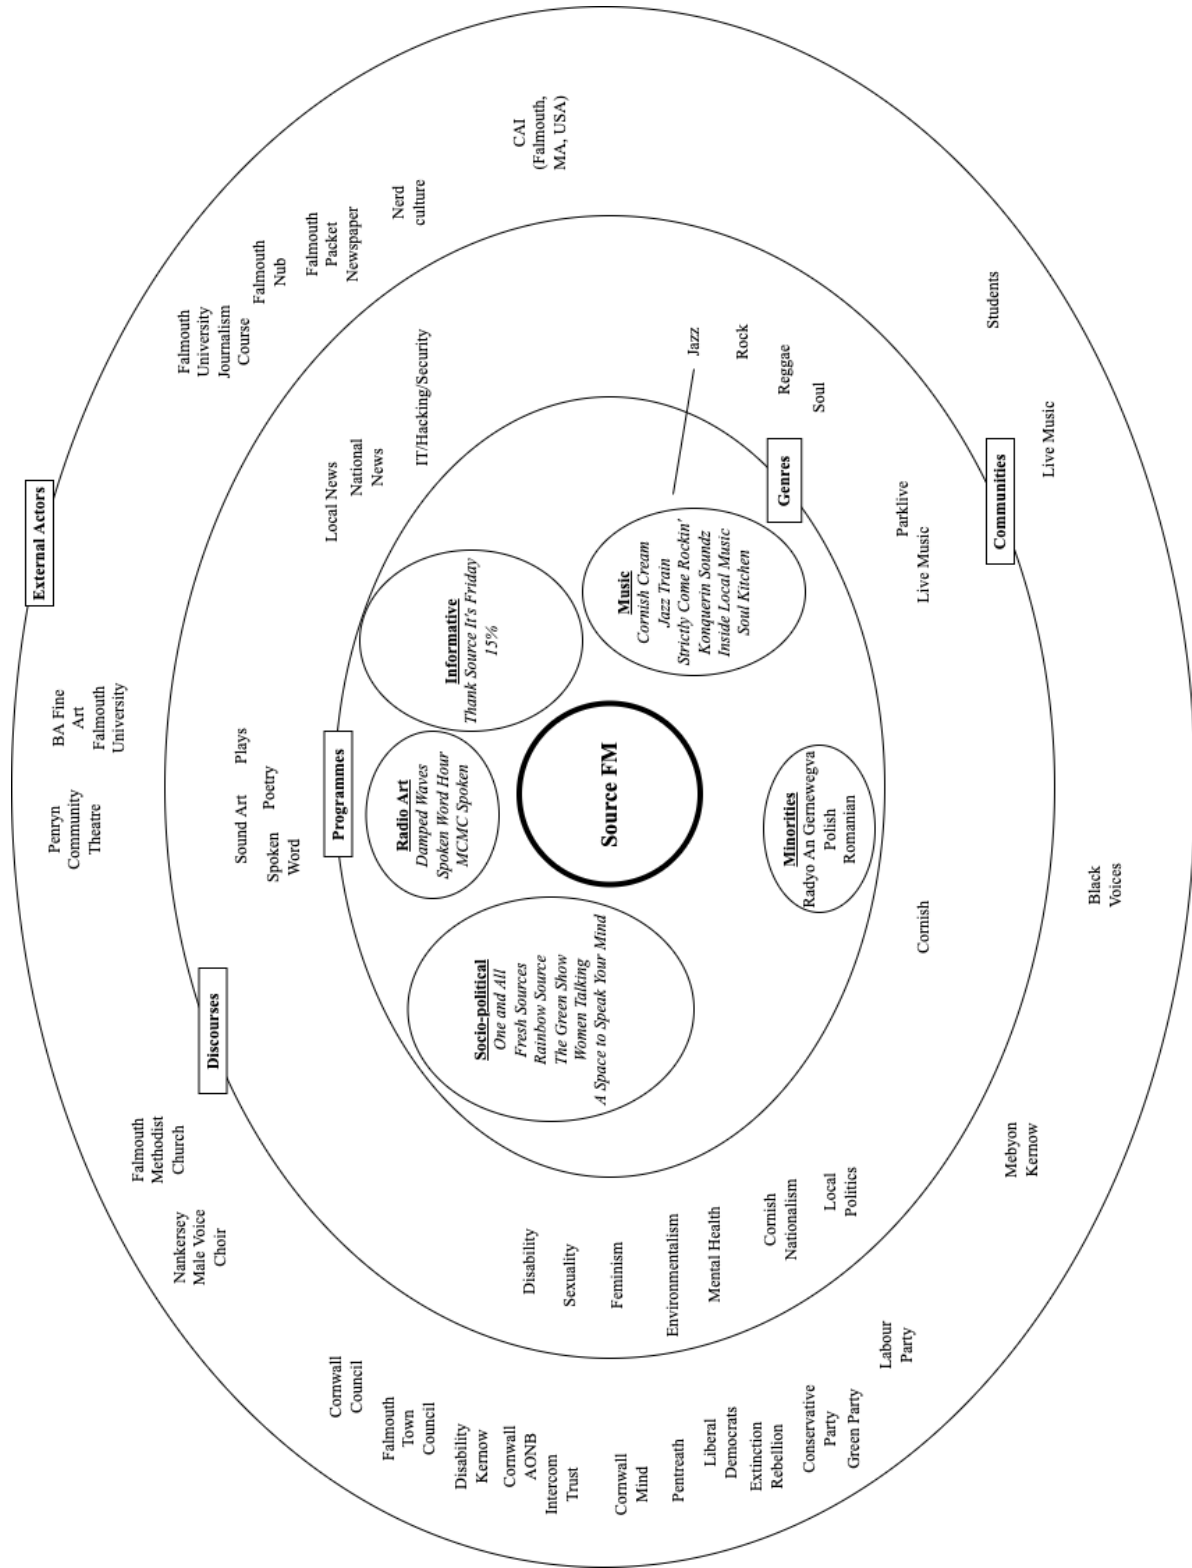 External Actors
Penryn
Community
Theatre
BA Fine
Art
Falmouth
University
Falmouth
Methodist
Church
Nankersey
Male Voice
Choir
Falmouth
University
Journalism
Course
Falmouth
Nub
Falmouth
Packet
Newspaper
Nerd
culture
CAI
(Falmouth,
MA, USA)
Discourses
Sound Art
Plays
Spoken
Word
Poetry
Local News
National
News
IT/Hacking/Security
Programmes
Radio Art
Damped Waves
Spoken Word Hour
MCMC Spoken
Informative
Thank Source It's Friday
15%
Socio-political
One and All
Fresh Sources
Rainbow Source
The Green Show
Women Talking
A Space to Speak Your Mind
Source FM
Music
Cornish Cream
Jazz Train
Strictly Come Rockin'
Konquerin Soundz
Inside Local Music
Soul Kitchen
Minorities
Radyo An Gernewegva
Polish
Romanian
Genres
Jazz
Rock
Reggae
Soul
Parklive
Live Music
Cornish
Disability
Sexuality
Feminism
Environmentalism
Mental Health
Cornish
Nationalism
Local
Politics
Cornwall
Council
Falmouth
Town
Council
Disability
Kernow
Cornwall
AONB
Intercom
Trust
Cornwall
Mind
Pentreath
Liberal
Democrats
Extinction
Rebellion
Conservative
Party
Green Party
Labour
Party
Communities
Students
Live Music
Mebyon
Kernow
Black
Voices